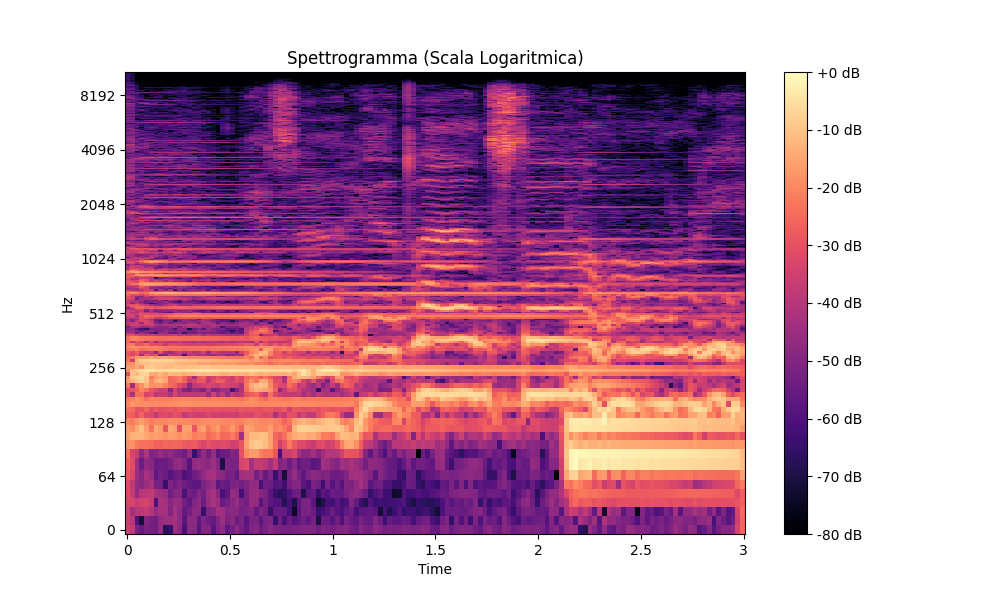 Spettrogramma (Scala Logaritmica)
Hz
8192
4096
2048
1024
512
256
128
64
0
0
0.5
1
1.5
2
2.5
3
Time
+0 dB
-10 dB
-20 dB
-30 dB
-40 dB
-50 dB
-60 dB
-70 dB
-80 dB